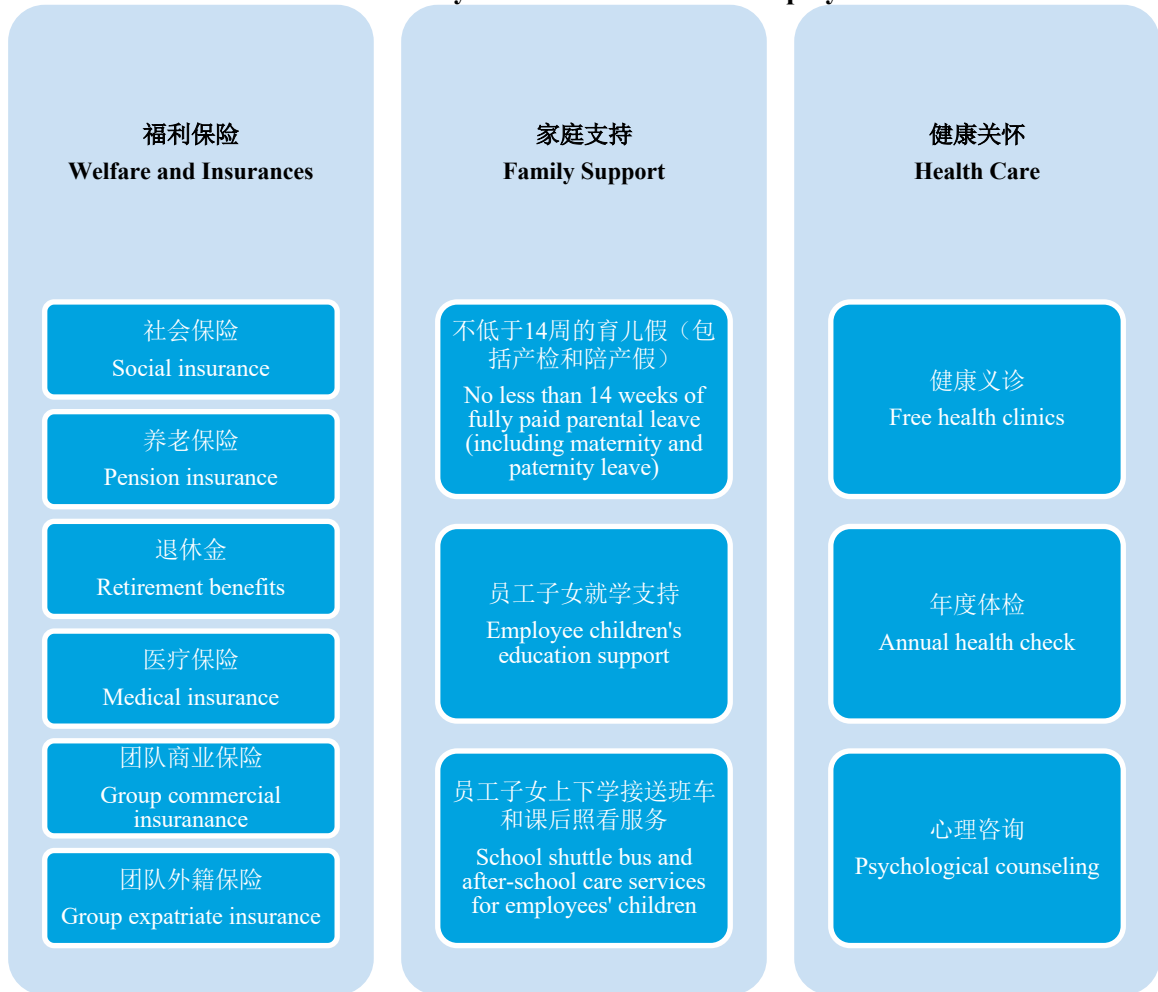 福利保险
Welfare and Insurances
社会保险
Social insurance
养老保险
Pension insurance
退休金
Retirement benefits
医疗保险
Medical insurance
团队商业保险
Group commercial
insuranance
团队外籍保险
Group expatriate insurance
家庭支持
Family Support
不低于14周的育儿假（包
括产检和陪产假）
No less than 14 weeks of
fully paid parental leave
(including maternity and
paternity leave)
员工子女就学支持
Employee children's
education support
员工子女上下学接送班车
和课后照看服务
School shuttle bus and
after-school care services
for employees' children
健康关怀
Health Care
健康义诊
Free health clinics
年度体检
Annual health check
心理咨询
Psychological counseling